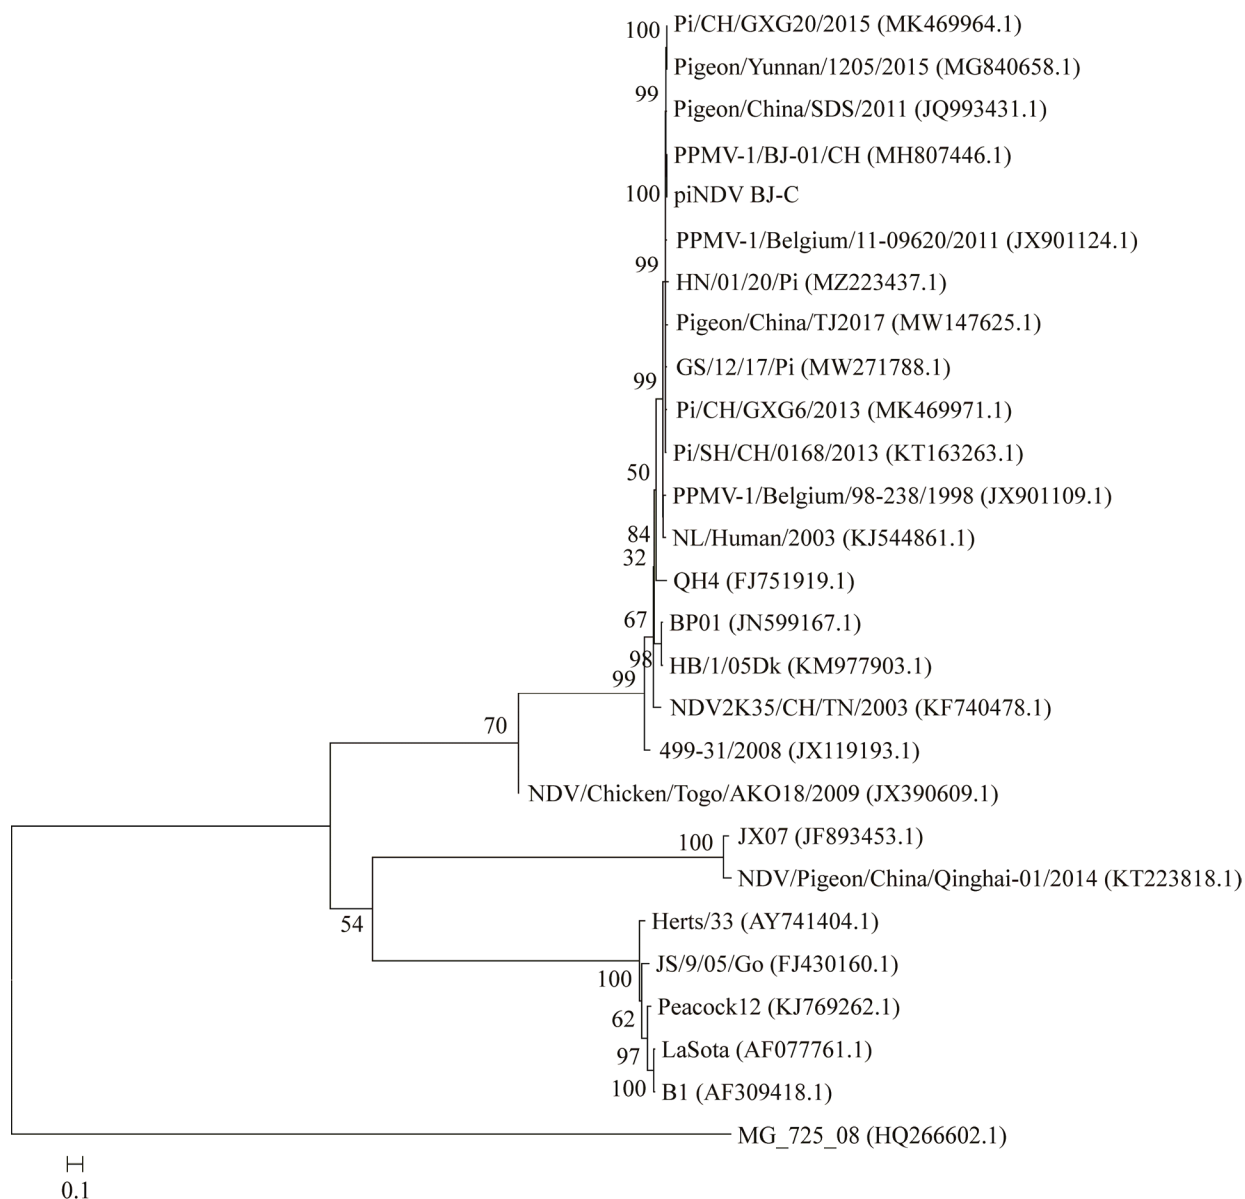 100 Pi/CH/GXG20/2015 (MK469964.1)
Pigeon/Yunnan/1205/2015 (MG840658.1)
99
Pigeon/China/SDS/2011 (JQ993431.1)
PPMV-1/BJ-01/CH (MH807446.1)
100 piNDV BJ-C
PPMV-1/Belgium/11-09620/2011 (JX901124.1)
99
HN/01/20/Pi (MZ223437.1)
Pigeon/China/TJ2017 (MW147625.1)
GS/12/17/Pi (MW271788.1)
99
Pi/CH/GXG6/2013 (MK469971.1)
Pi/SH/CH/0168/2013 (KT163263.1)
50
PPMV-1/Belgium/98-238/1998 (JX901109.1)
84 NL/Human/2003 (KJ544861.1)
32
QH4 (FJ751919.1)
67 BP01 (JN599167.1)
98 HB/1/05Dk (KM977903.1)
99
NDV2K35/CH/TN/2003 (KF740478.1)
70
499-31/2008 (JX119193.1)
NDV/Chicken/Togo/AKO18/2009 (JX390609.1)
100 JX07 (JF893453.1)
NDV/Pigeon/China/Qinghai-01/2014 (KT223818.1)
54 Herts/33 (AY741404.1)
JS/9/05/Go (FJ430160.1)
100
Peacock12 (KJ769262.1)
62
97 LaSota (AF077761.1)
100 B1 (AF309418.1)
MG_725_08 (HQ266602.1)
0.1